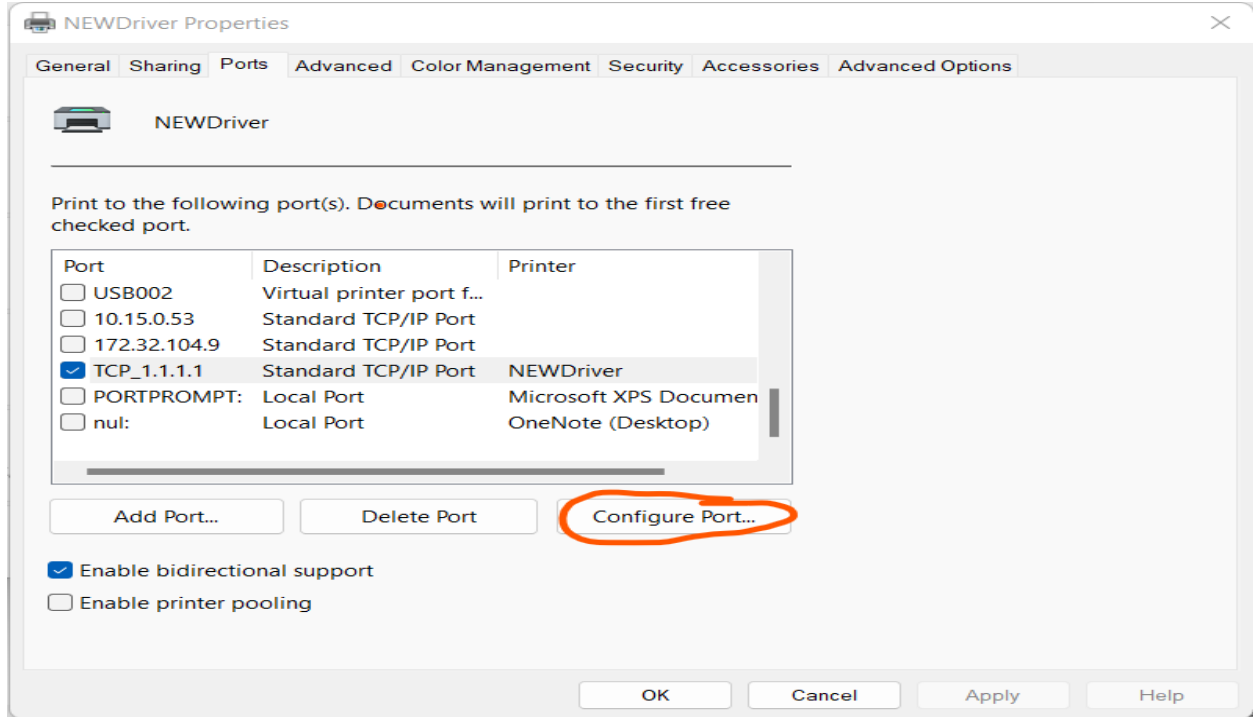 NEWDriver Properties
General Sharing Ports Advanced Color Management Security Accessories Advanced Options
NEWDriver
Print to the following port(s). Documents will print to the first free
checked port.
Port Description Printer
USB002 Virtual printer port f...
10.15.0.53 Standard TCP/IP Port
172.32.104.9 Standard TCP/IP Port
TCP_1.1.1.1 Standard TCP/IP Port NEWDriver
PORTPROMPT: Local Port Microsoft XPS Documen
nul: Local Port OneNote (Desktop)
Add Port... Delete Port Configure Port...
Enable bidirectional support
Enable printer pooling
OK Cancel Apply Help